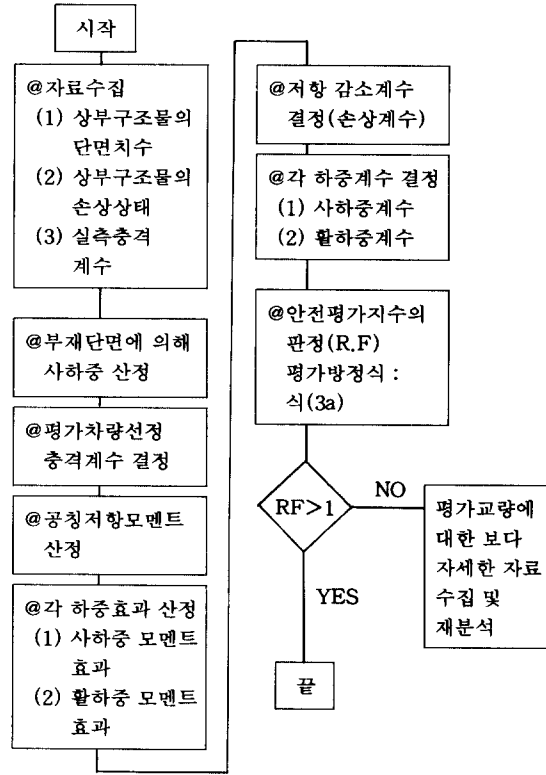 시작
@자료수집
(1) 상부구조물의
단면치수
(2) 상부구조물의
손상상태
(3) 실측충격
계수
@부재단면에 의해
사하중 산정
@평가차량선정
충격계수 결정
@공칭저항모멘트
산정
@각 하중효과 산정
(1) 사하중 모멘트
효과
(2) 활하중 모멘트
효과
@저항 감소계수
결정(손상계수)
@각 하중계수 결정
(1) 사하중계수
(2) 활하중계수
@안전평가지수의
판정(R.F)
평가방정식 :
식(3a)
RF>1
NO
평가교량에
대한 보다
자세한 자료
수집 및
재분석
YES
끝